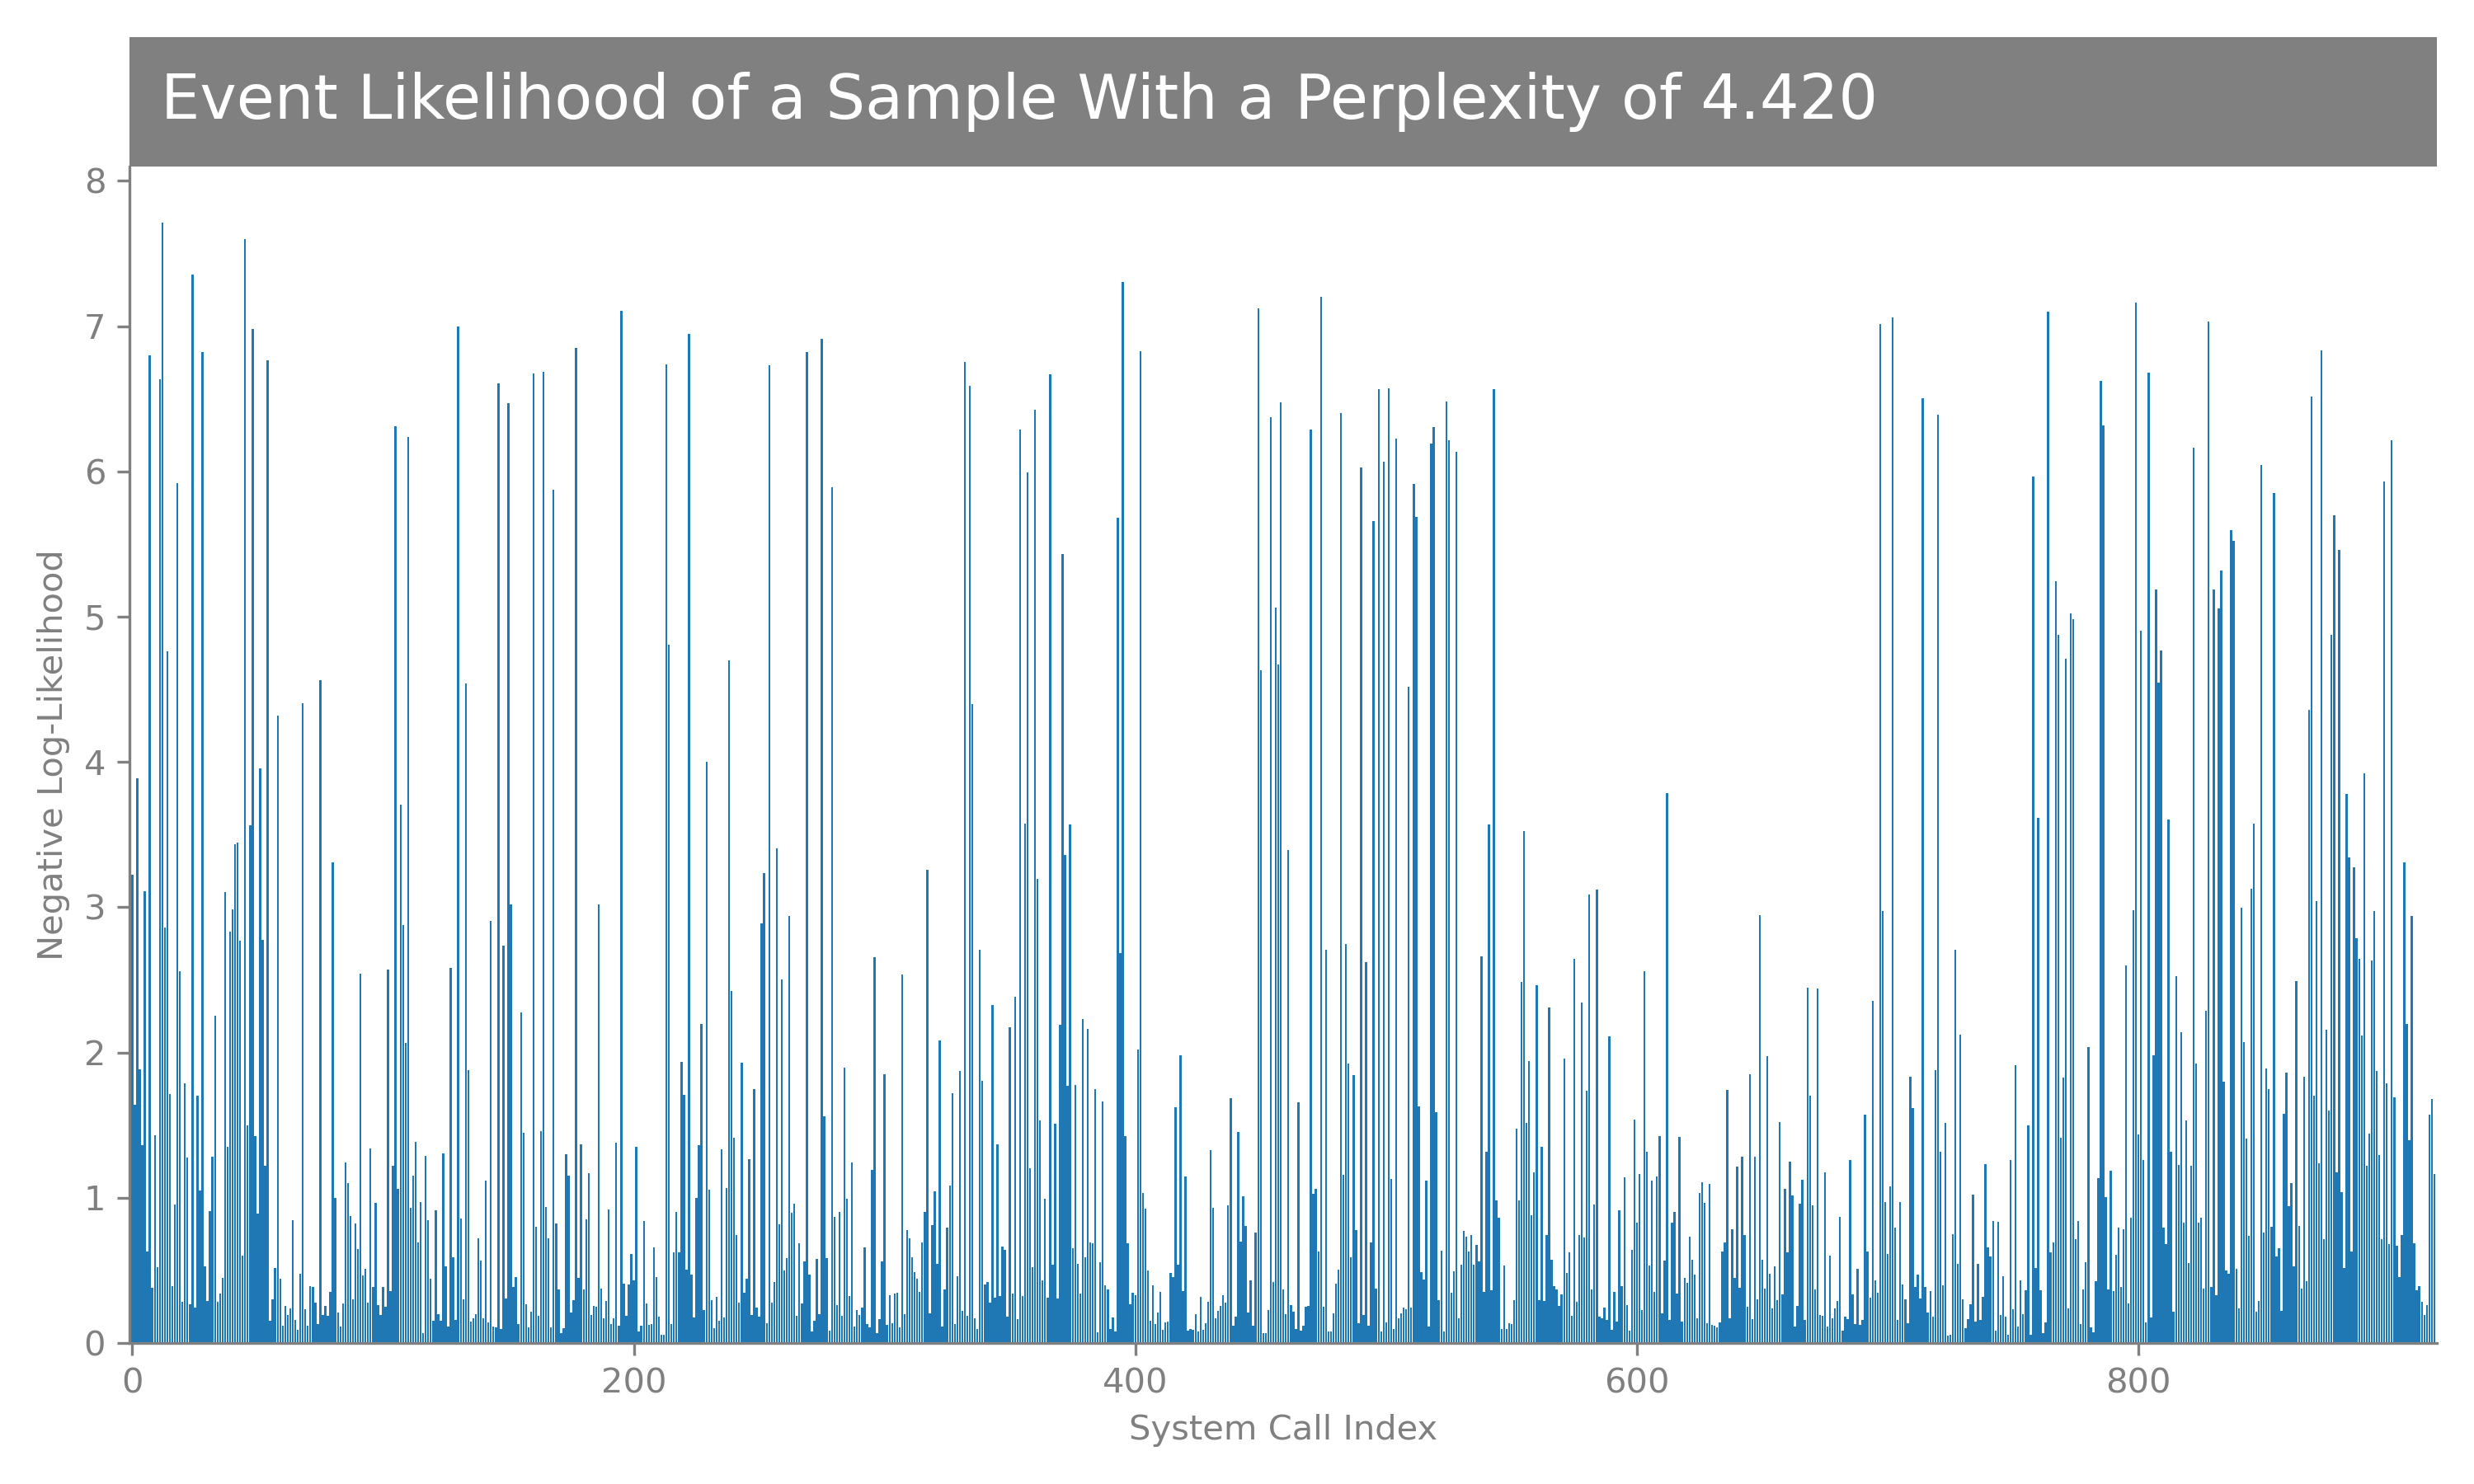 Event Likelihood of a Sample With a Perplexity of 4.420
8
7
6
5
4
3
2
1
0
Negative Log-Likelihood
0 200 400 600 800
System Call Index